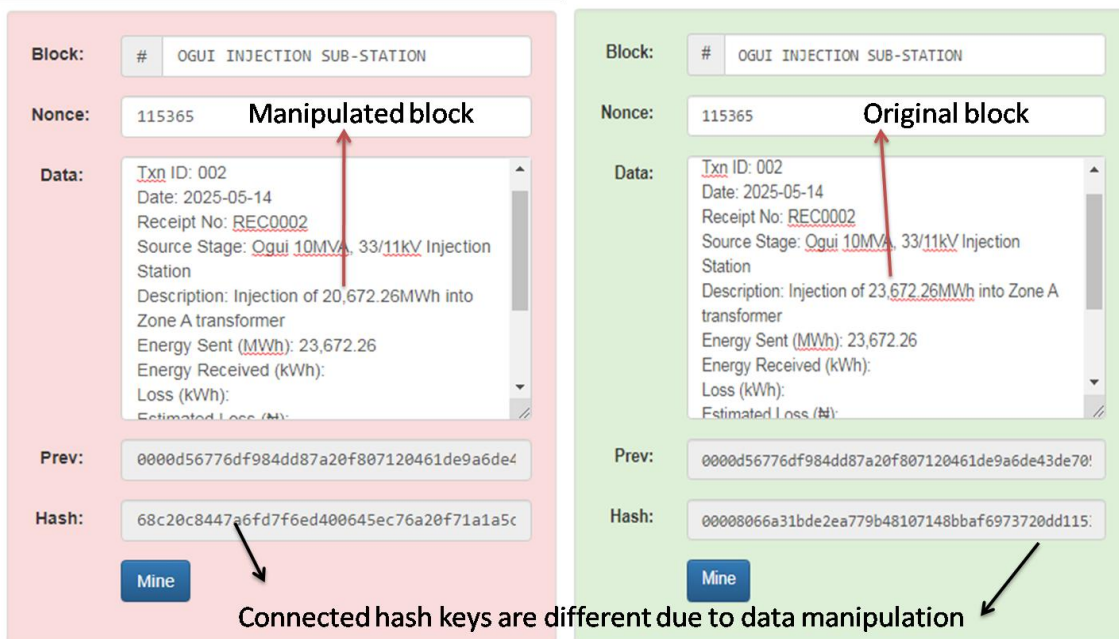 Block:
# OGUI INJECTION SUB-STATION
Nonce:
115365
Manipulated block
Data:
Txn ID: 002
Date: 2025-05-14
Receipt No: REC0002
Source Stage: Ogui 10MVA, 33/11kV Injection
Station
Description: Injection of 20,672.26MWh into
Zone A transformer
Energy Sent (MWh): 23,672.26
Energy Received (kWh):
Loss (kWh):
Estimated Loss (₦):
Prev:
0000d56776df984dd87a20f807120461de9a6de4
Hash:
68c20c8447a6fd7f6ed400645ec76a20f71a1a5c
Mine
Block:
# OGUI INJECTION SUB-STATION
Nonce:
115365
Original block
Data:
Txn ID: 002
Date: 2025-05-14
Receipt No: REC0002
Source Stage: Ogui 10MVA, 33/11kV Injection
Station
Description: Injection of 23,672.26MWh into Zone A
transformer
Energy Sent (MWh): 23,672.26
Energy Received (kWh):
Loss (kWh):
Estimated Loss (₦):
Prev:
0000d56776df984dd87a20f807120461de9a6de43de705
Hash:
00008066a31bde2ea779b48107148bbaf6973720dd115
Mine
Connected hash keys are different due to data manipulation